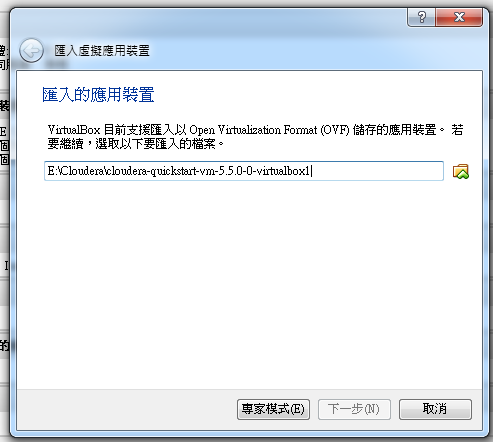 匯入虛擬應用裝置
匯入的應用裝置
VirtualBox 目前支援匯入以 Open Virtualization Format (OVF) 儲存的應用裝置。 若
要繼續，選取以下要匯入的檔案。
E:\Cloudera\cloudera-quickstart-vm-5.5.0-0-virtualbox1
專家模式(E)
下一步(N)
取消